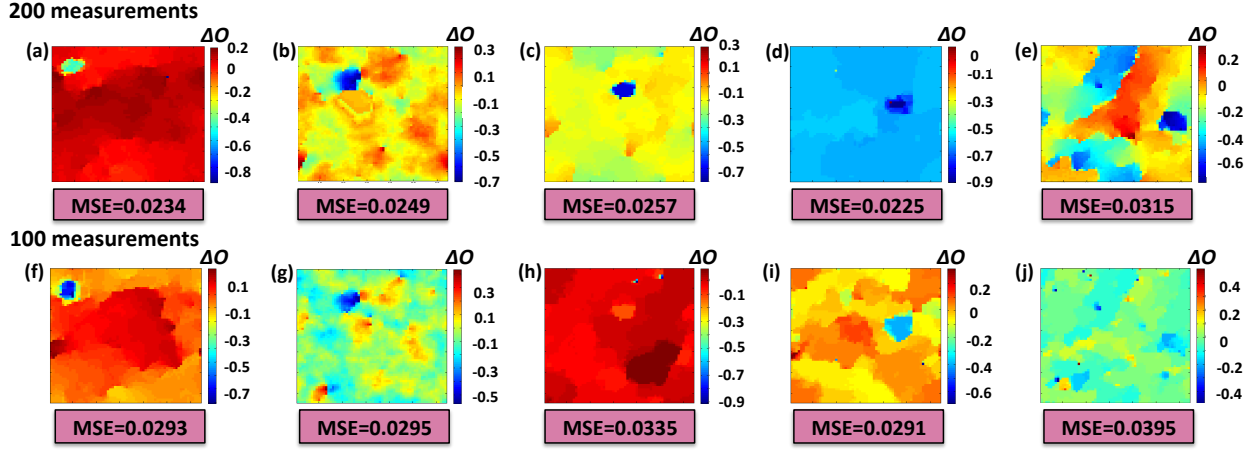 200 measurements
(a) ΔO 0.2 0 -0.2 -0.4 -0.6 -0.8
(b) ΔO 0.3 0.1 -0.1 -0.3 -0.5 -0.7
(c) ΔO 0.3 0.1 -0.1 -0.3 -0.5 -0.7
(d) ΔO 0 -0.1 -0.3 -0.5 -0.7 -0.9
(e) ΔO 0.2 0 -0.2 -0.4 -0.6
MSE=0.0234 MSE=0.0249 MSE=0.0257 MSE=0.0225 MSE=0.0315
100 measurements
(f) ΔO 0.3 0.1 -0.1 -0.3 -0.5 -0.7
(g) ΔO 0.3 0.1 -0.1 -0.3 -0.5
(h) ΔO -0.1 -0.3 -0.5 -0.7 -0.9
(i) ΔO 0.2 0 -0.2 -0.4 -0.6
(j) ΔO 0.4 0.2 0 -0.2 -0.4
MSE=0.0293 MSE=0.0295 MSE=0.0335 MSE=0.0291 MSE=0.0395